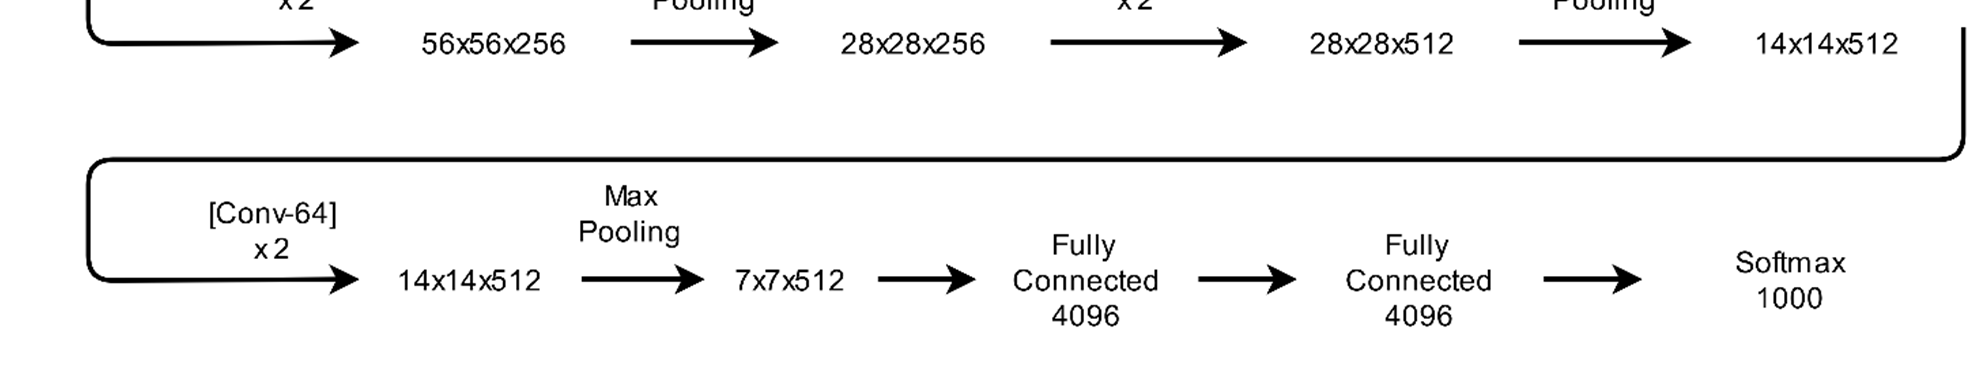 x 2
Pooling
x 2
Pooling
56x56x256
28x28x256
28x28x512
14x14x512
[Conv-64]
x 2
Max
Pooling
14x14x512
7x7x512
Fully
Connected
4096
Fully
Connected
4096
Softmax
1000